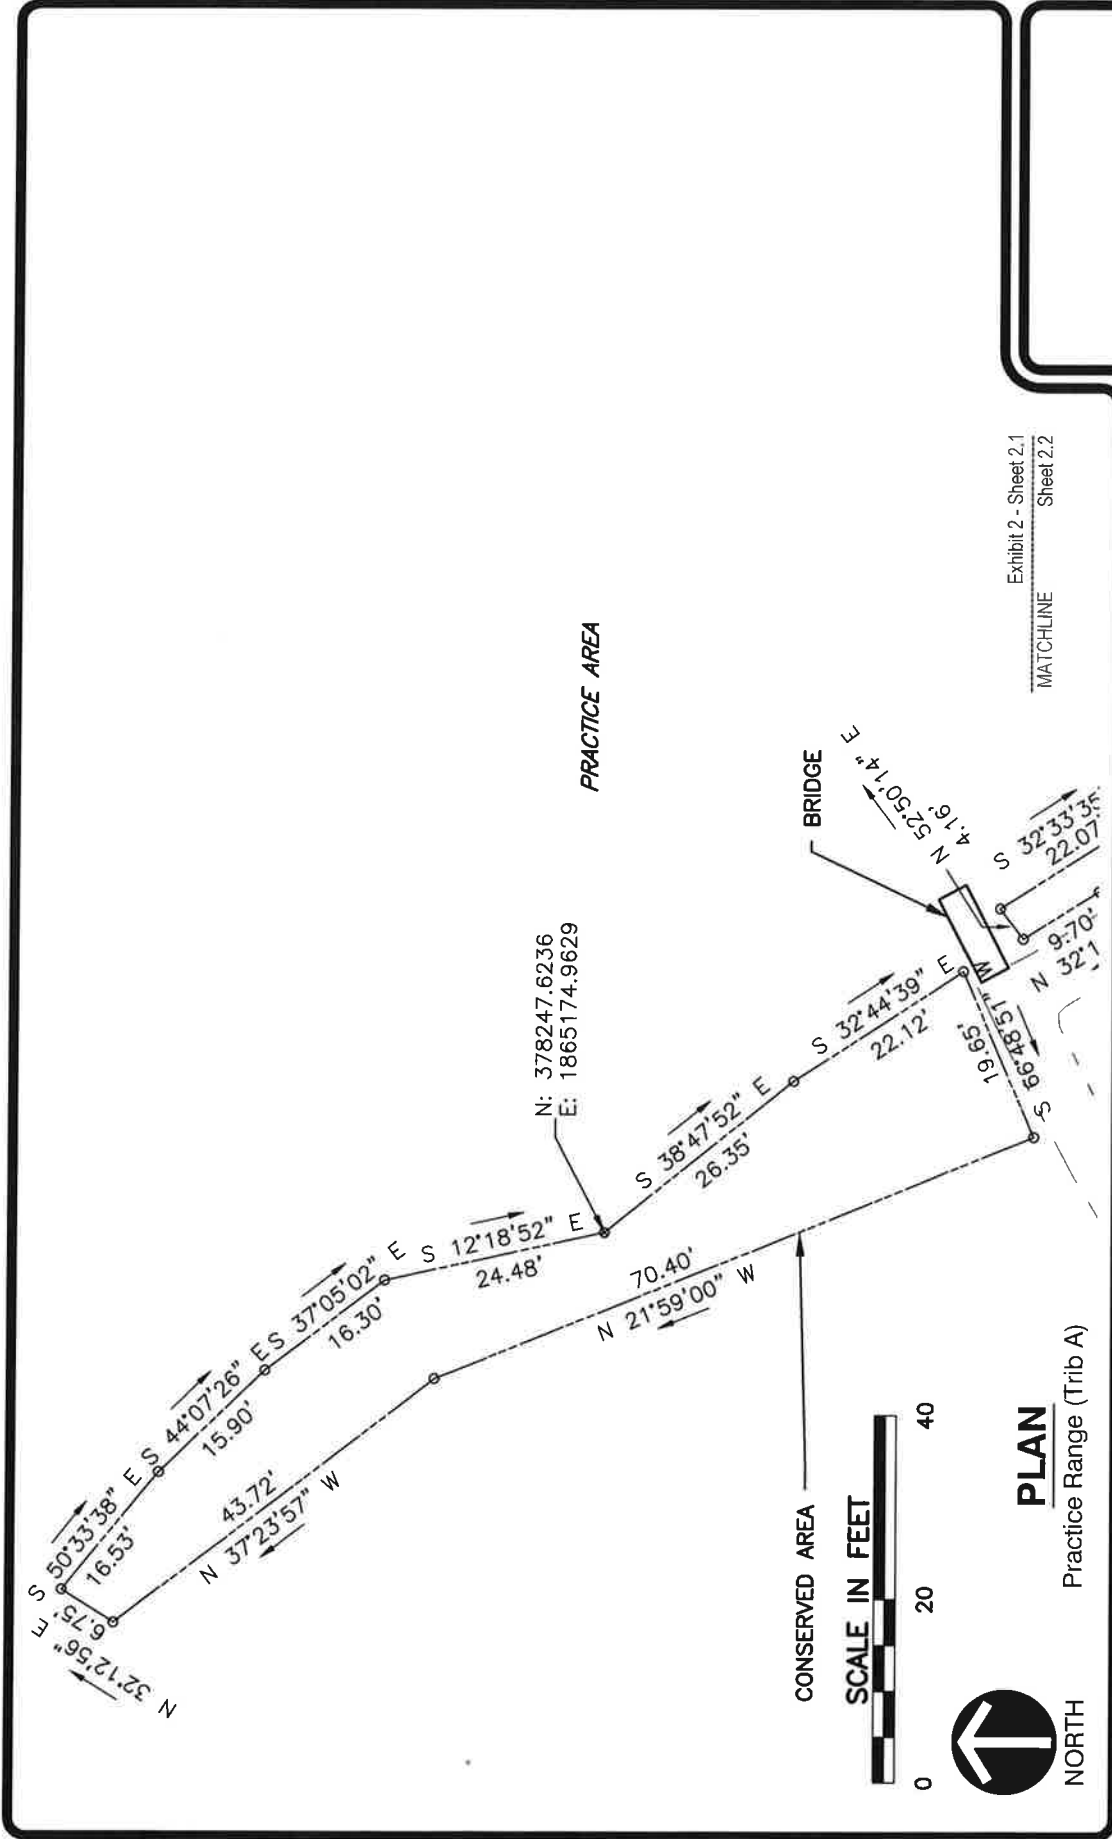 N 32°12'56" E
6.75'
S 50°33'38" E
16.53'
S 44°07'26" E
15.90'
S 37°05'02" E
16.30'
S 12°18'52" E
24.48'
N: 378247.6236
E: 1865174.9629
PRACTICE AREA
S 38°47'52" E
26.35'
S 32°44'39" E
22.12'
S 66°48'51" W
19.65'
N 21°59'00" W
70.40'
N 37°23'57" W
43.72'
BRIDGE
N 52°50'14" E
4.16'
S 32°33'35
22.07
9.70'
N 32°1
Exhibit 2 - Sheet 2.1
MATCHLINE Sheet 2.2
CONSERVED AREA
SCALE IN FEET
0 20 40
NORTH
PLAN
Practice Range (Trib A)